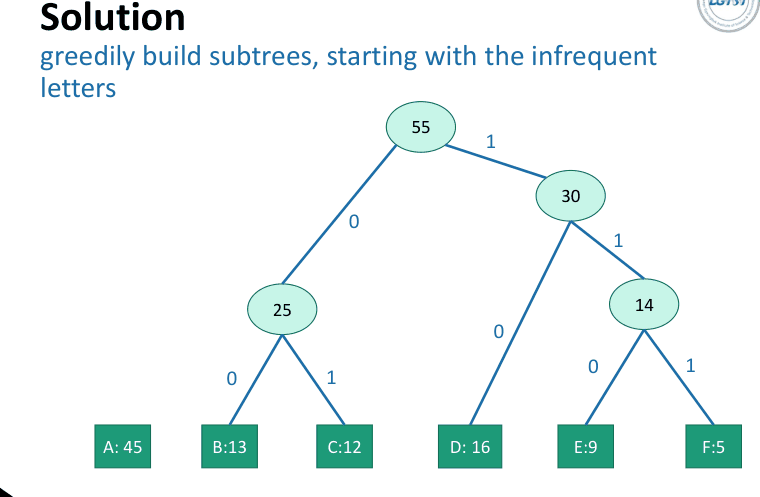 Solution
greedily build subtrees, starting with the infrequent
letters
55
1
30
0
1
25
14
0
0
1
0
1
A: 45
B:13
C:12
D: 16
E:9
F:5